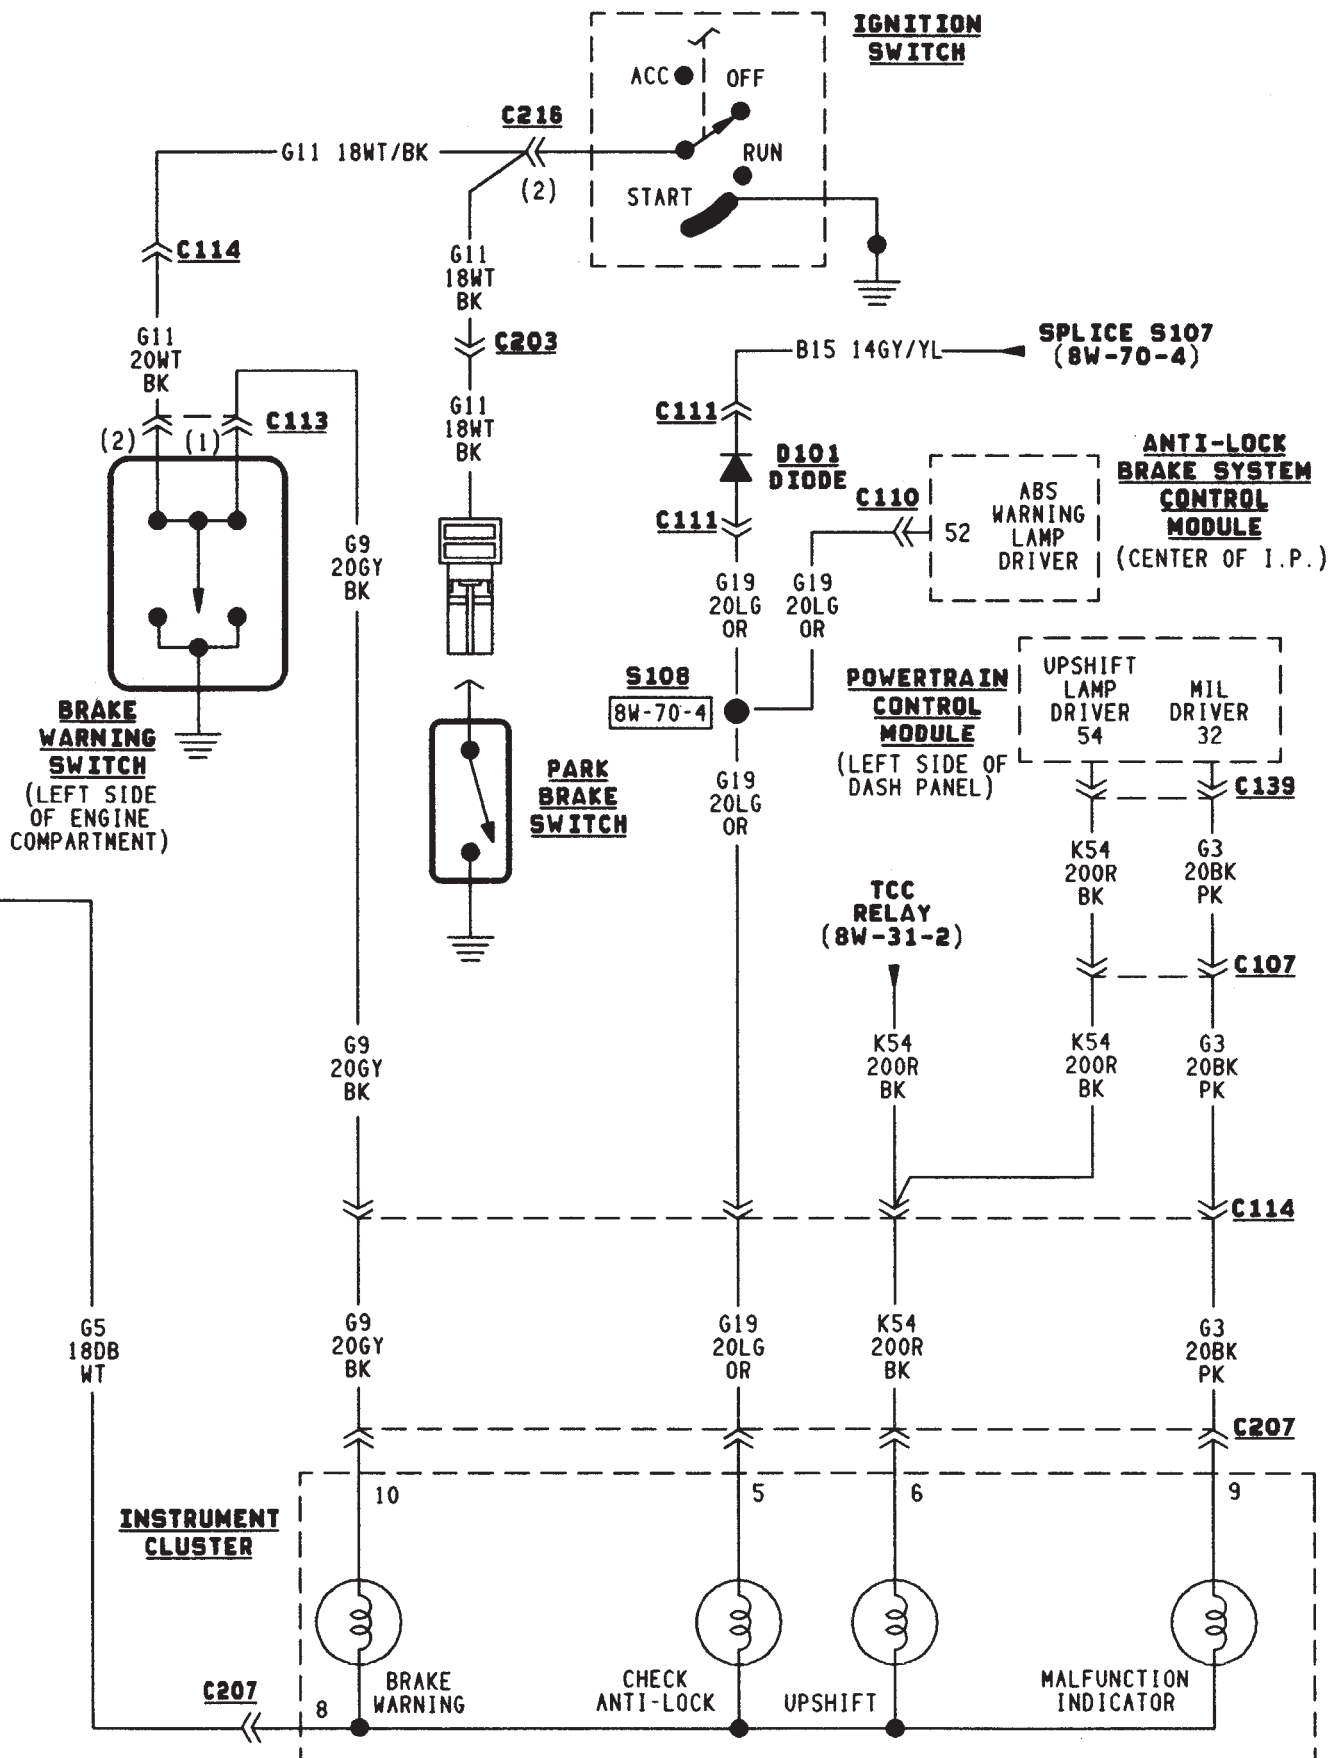 IGNITION
SWITCH
ACC
OFF
C216
G11 18WT/BK
RUN
(2)
START
C114
G11
18WT
BK
G11
20WT
BK
C203
B15 14GY/YL
SPLICE S107
(8W-70-4)
C113
(2)
(1)
G11
18WT
BK
C111
D101
DIODE
C111
C110
52
ABS
WARNING
LAMP
DRIVER
ANTI-LOCK
BRAKE SYSTEM
CONTROL
MODULE
(CENTER OF I.P.)
G9
20GY
BK
G19
20LG
OR
G19
20LG
OR
S108
8W-70-4
POWERTRAIN
CONTROL
MODULE
(LEFT SIDE OF
DASH PANEL)
UPSHIFT
LAMP
DRIVER
54
MIL
DRIVER
32
C139
BRAKE
WARNING
SWITCH
(LEFT SIDE
OF ENGINE
COMPARTMENT)
PARK
BRAKE
SWITCH
G19
20LG
OR
K54
20OR
BK
G3
20BK
PK
TCC
RELAY
(8W-31-2)
C107
G9
20GY
BK
K54
20OR
BK
K54
20OR
BK
G3
20BK
PK
C114
G5
18DB
WT
G9
20GY
BK
G19
20LG
OR
K54
20OR
BK
G3
20BK
PK
C207
10
5
6
9
INSTRUMENT
CLUSTER
C207
8
BRAKE
WARNING
CHECK
ANTI-LOCK
UPSHIFT
MALFUNCTION
INDICATOR